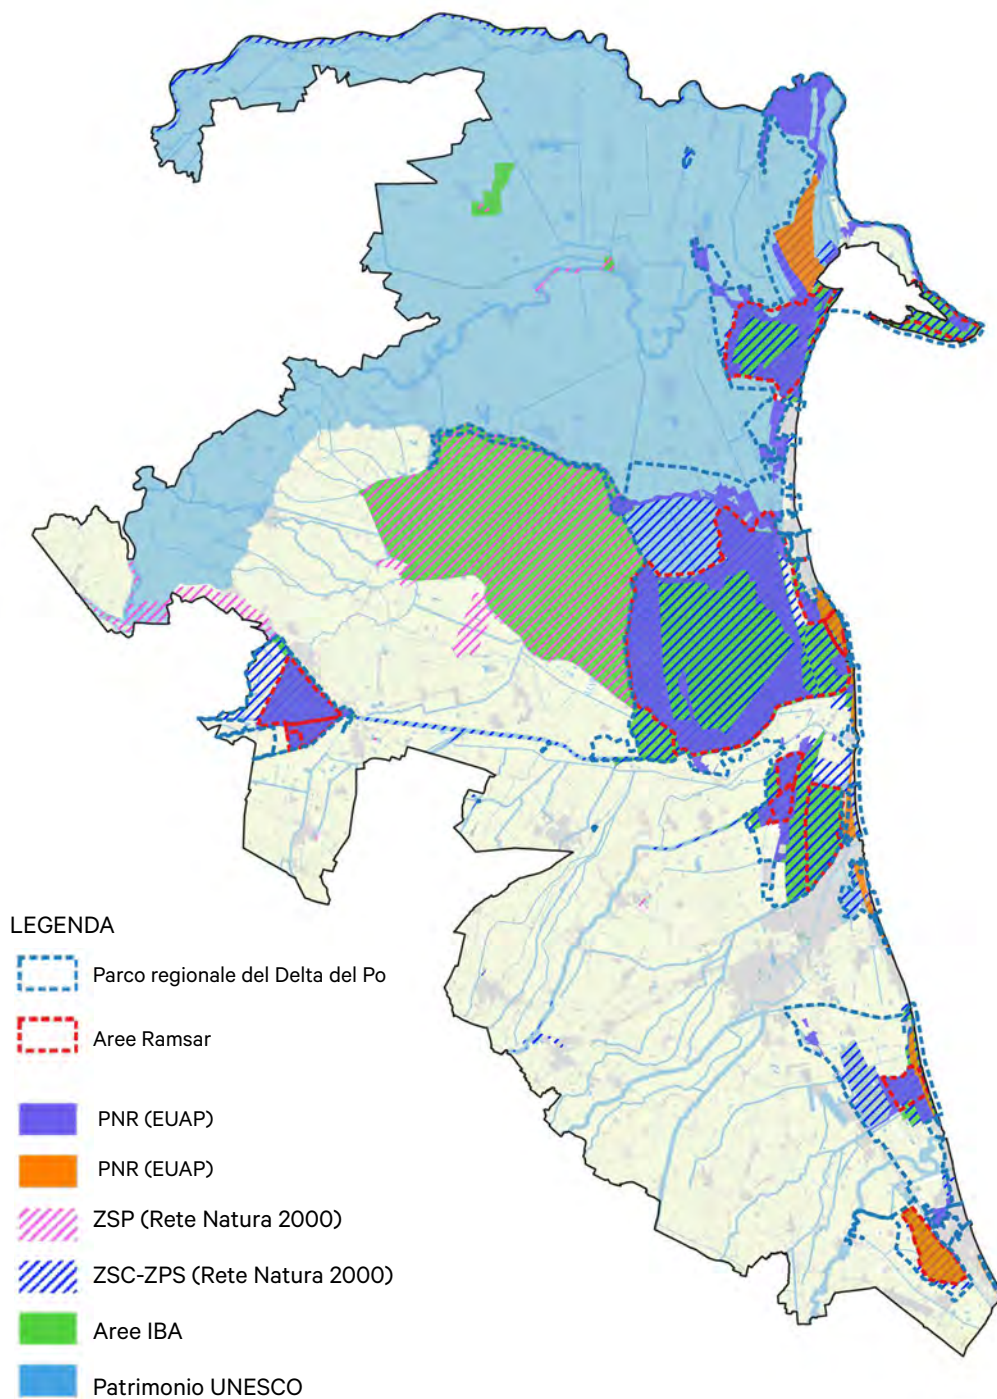 LEGENDA
Parco regionale del Delta del Po
Aree Ramsar
PNR (EUAP)
PNR (EUAP)
ZSP (Rete Natura 2000)
ZSC-ZPS (Rete Natura 2000)
Aree IBA
Patrimonio UNESCO